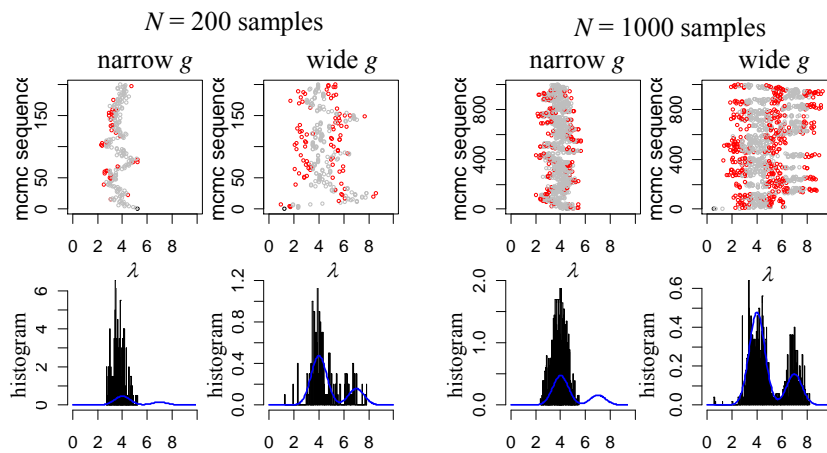 N = 200 samples
N = 1000 samples
narrow g
wide g
narrow g
wide g
mcmc sequence
0 50 150
mcmc sequence
0 50 150
mcmc sequence
0 400 800
mcmc sequence
0 400 800
0 2 4 6 8
0 2 4 6 8
0 2 4 6 8
0 2 4 6 8
λ
λ
λ
λ
histogram
0 2 4 6
histogram
0.0 0.4 0.8 1.2
histogram
0.0 1.0 2.0
histogram
0.0 0.2 0.4 0.6
0 2 4 6 8
0 2 4 6 8
0 2 4 6 8
0 2 4 6 8